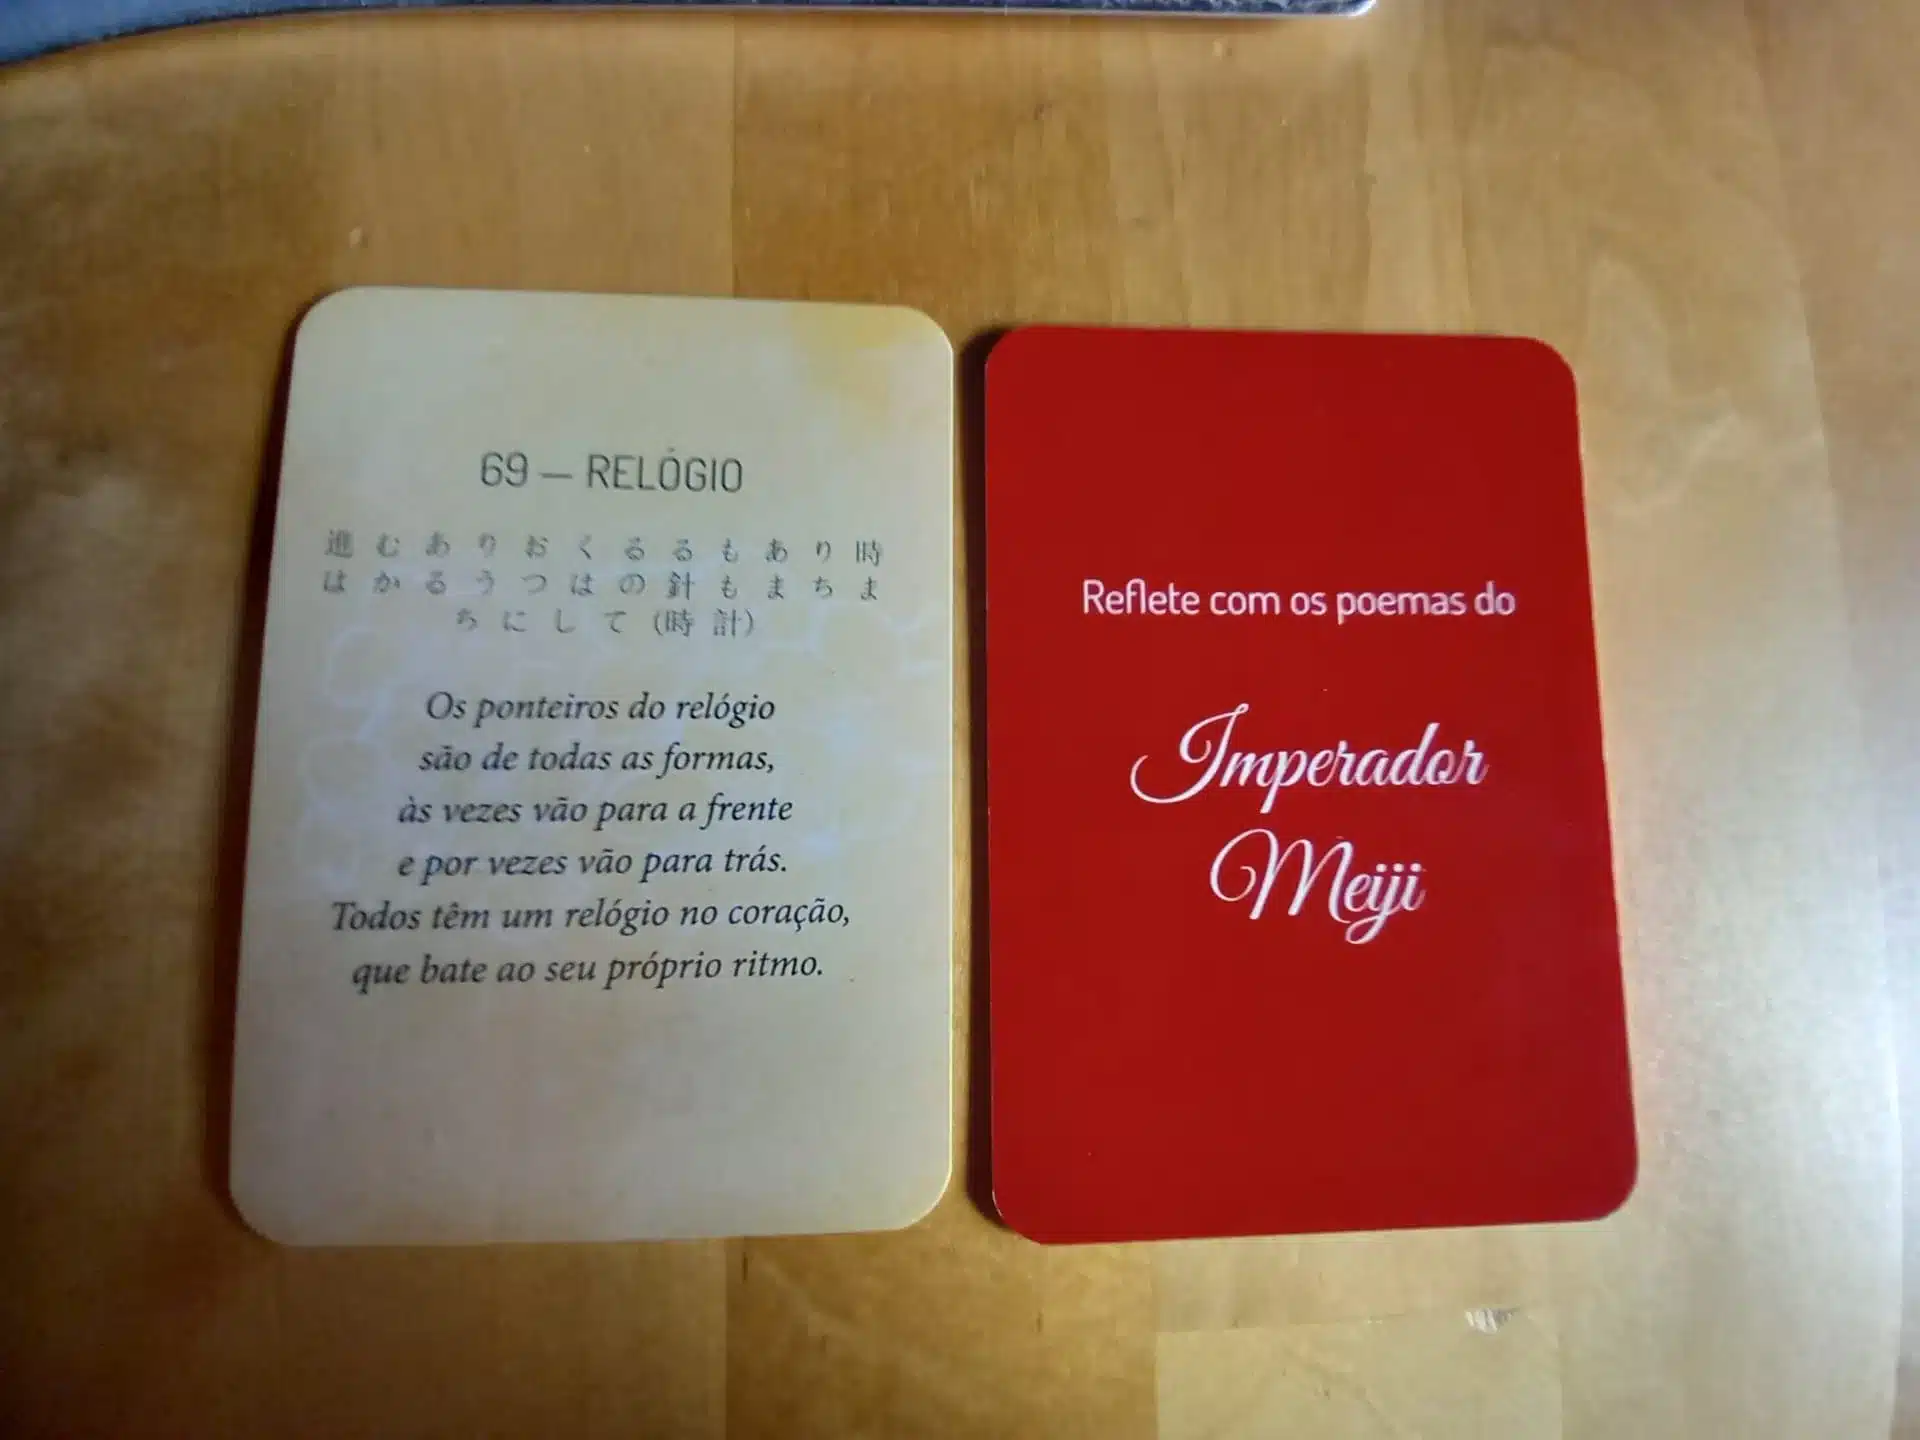 69 — RELÓGIO
進むありおくるるもあり時
はかるうつはの針もまちま
ちにして (時計)
Os ponteiros do relógio
são de todas as formas,
às vezes vão para a frente
e por vezes vão para trás.
Todos têm um relógio no coração,
que bate ao seu próprio ritmo.
Reflete com os poemas do
Imperador
Meiji